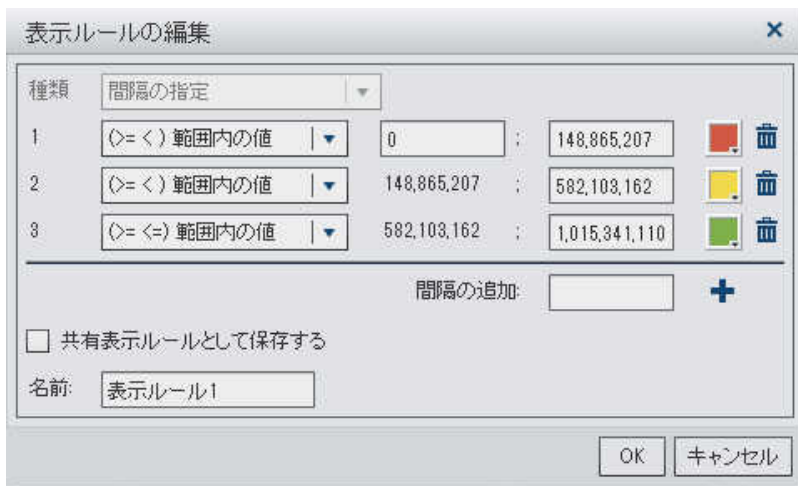 表示ルールの編集
種類 間隔の指定
1 (>= < ) 範囲内の値 0 ; 148,865,207
2 (>= < ) 範囲内の値 148,865,207 ; 582,103,162
3 (>= <=) 範囲内の値 582,103,162 ; 1,015,341,110
間隔の追加:
共有表示ルールとして保存する
名前: 表示ルール1
OK キャンセル